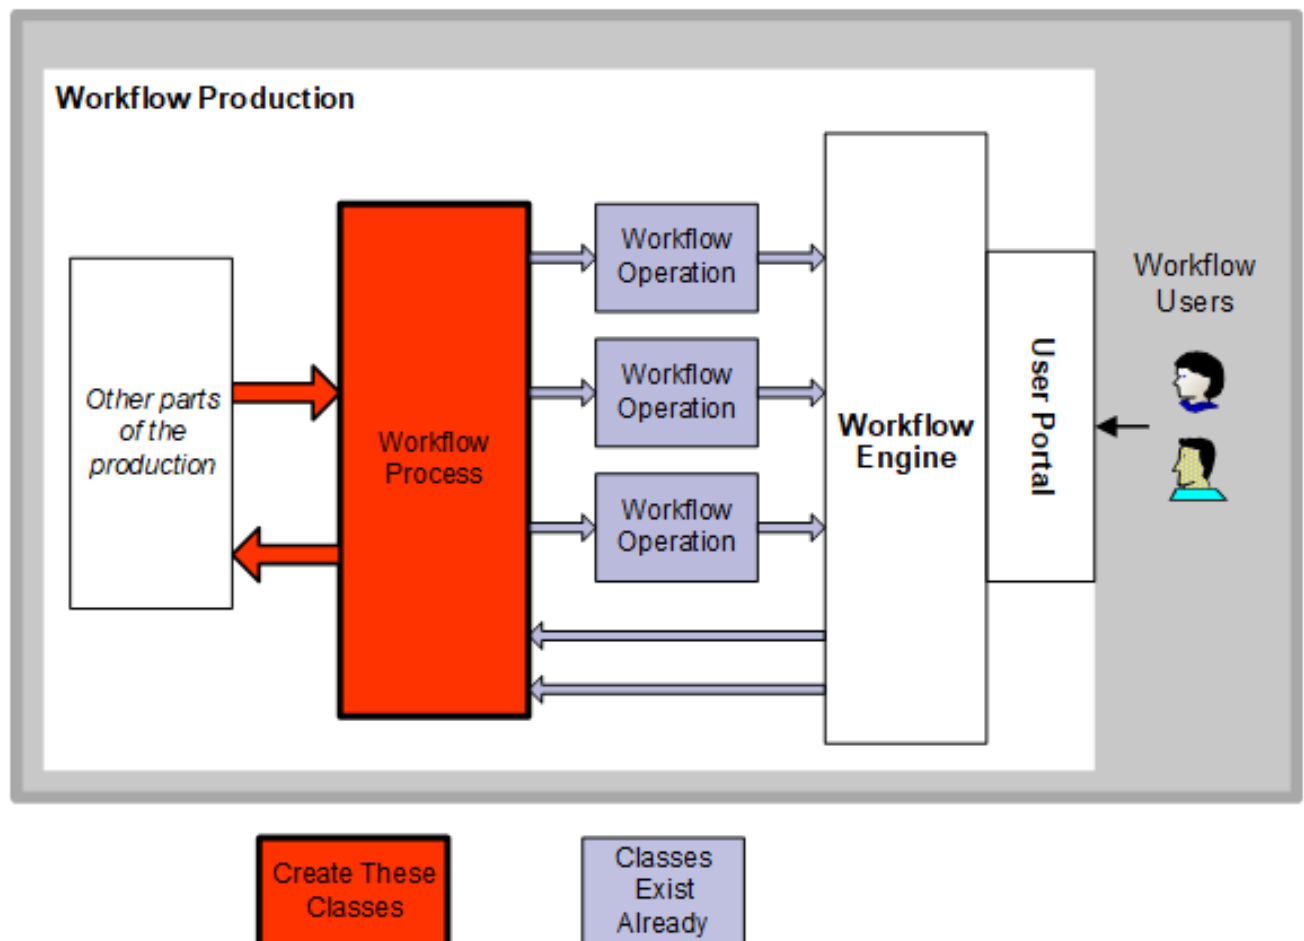 Workflow Production
Other parts
of the
production
Workflow
Process
Workflow
Operation
Workflow
Operation
Workflow
Operation
Workflow
Engine
User Portal
Workflow
Users
Create These
Classes
Classes
Exist
Already